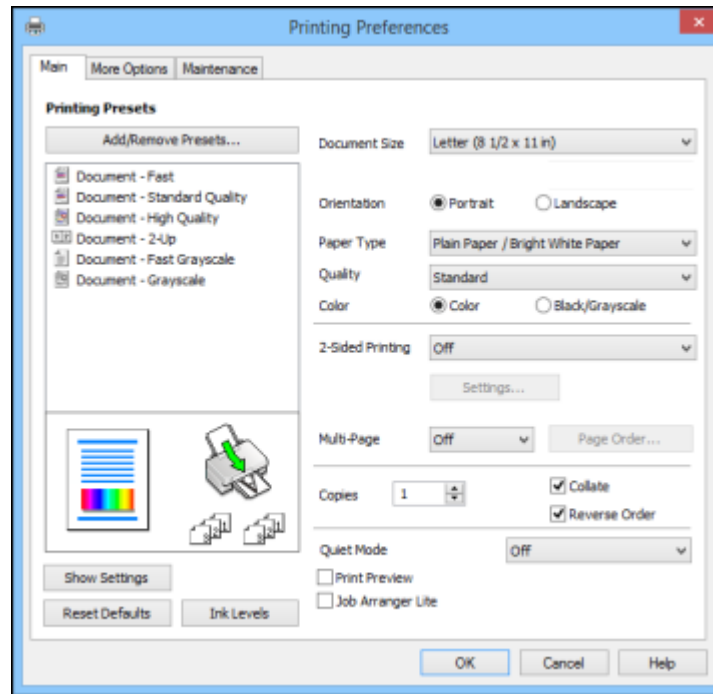 Printing Preferences
Main More Options Maintenance
Printing Presets
Add/Remove Presets...
Document - Fast
Document - Standard Quality
Document - High Quality
Document - 2-Up
Document - Fast Grayscale
Document - Grayscale
Show Settings
Reset Defaults Ink Levels
Document Size Letter (8 1/2 x 11 in)
Orientation Portrait Landscape
Paper Type Plain Paper / Bright White Paper
Quality Standard
Color Color Black/Grayscale
2-Sided Printing Off
Settings...
Multi-Page Off Page Order...
Copies 1 Collate
Reverse Order
Quiet Mode Off
Print Preview
Job Arranger Lite
OK Cancel Help